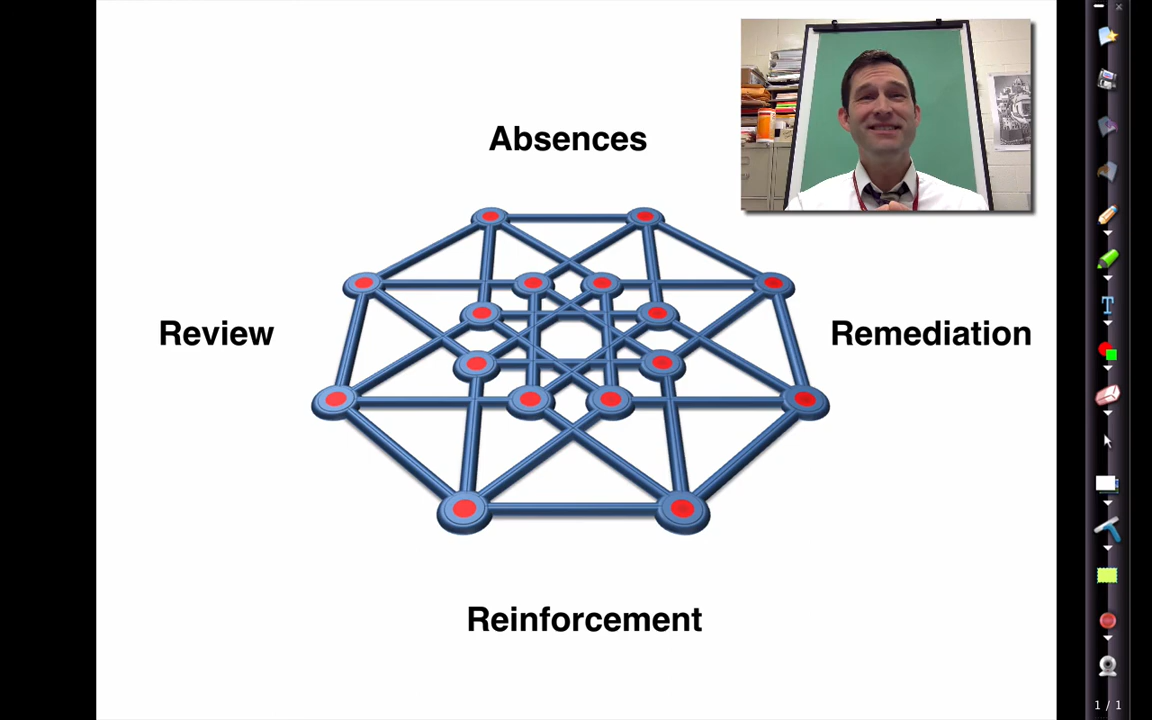 Absences
Review
Remediation
Reinforcement
T
1 / 1